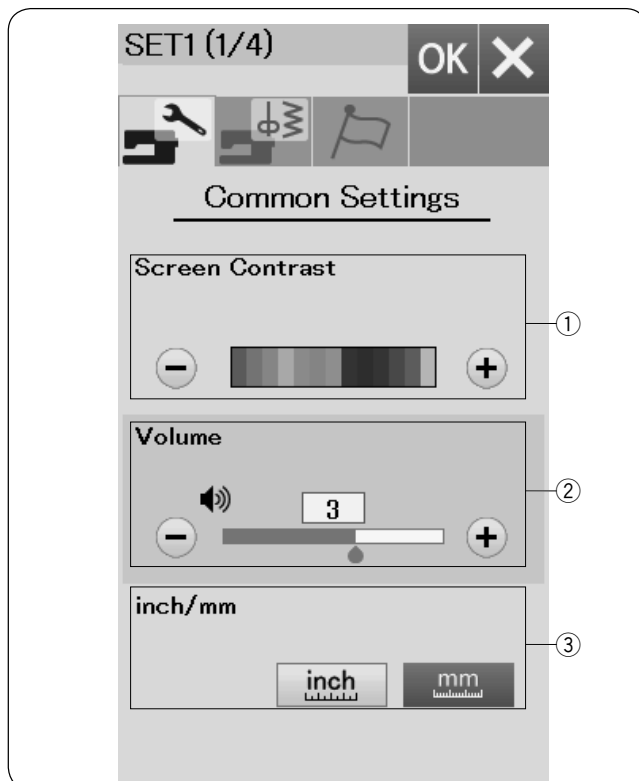 SET1 (1/4)
OK
Common Settings
Screen Contrast
①
Volume
3
②
inch/mm
inch
mm
③